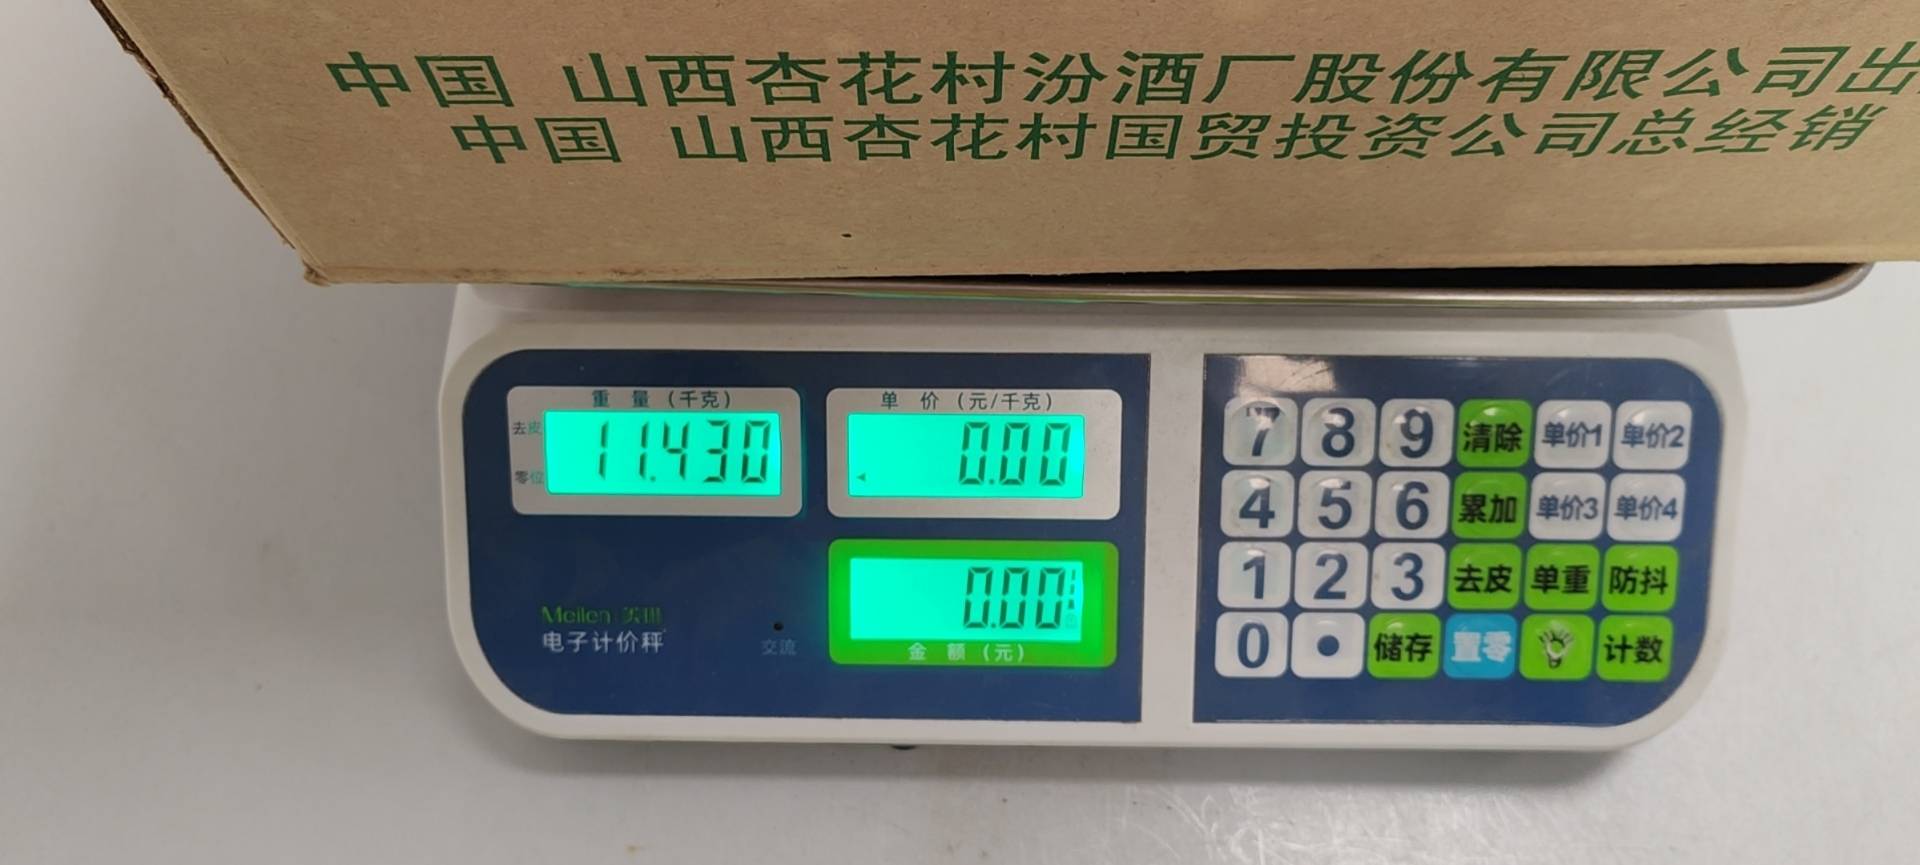 中国 山西杏花村汾酒厂股份有限公司出
中国 山西杏花村国贸投资公司总经销
重 量 (千克)
去皮
零位
11.430
单 价 (元/千克)
0.00
0.00
金 额 (元)
Meilen
电子计价秤
交流
7 8 9 清除 单价1 单价2
4 5 6 累加 单价3 单价4
1 2 3 去皮 单重 防抖
0 • 储存 置零 计数